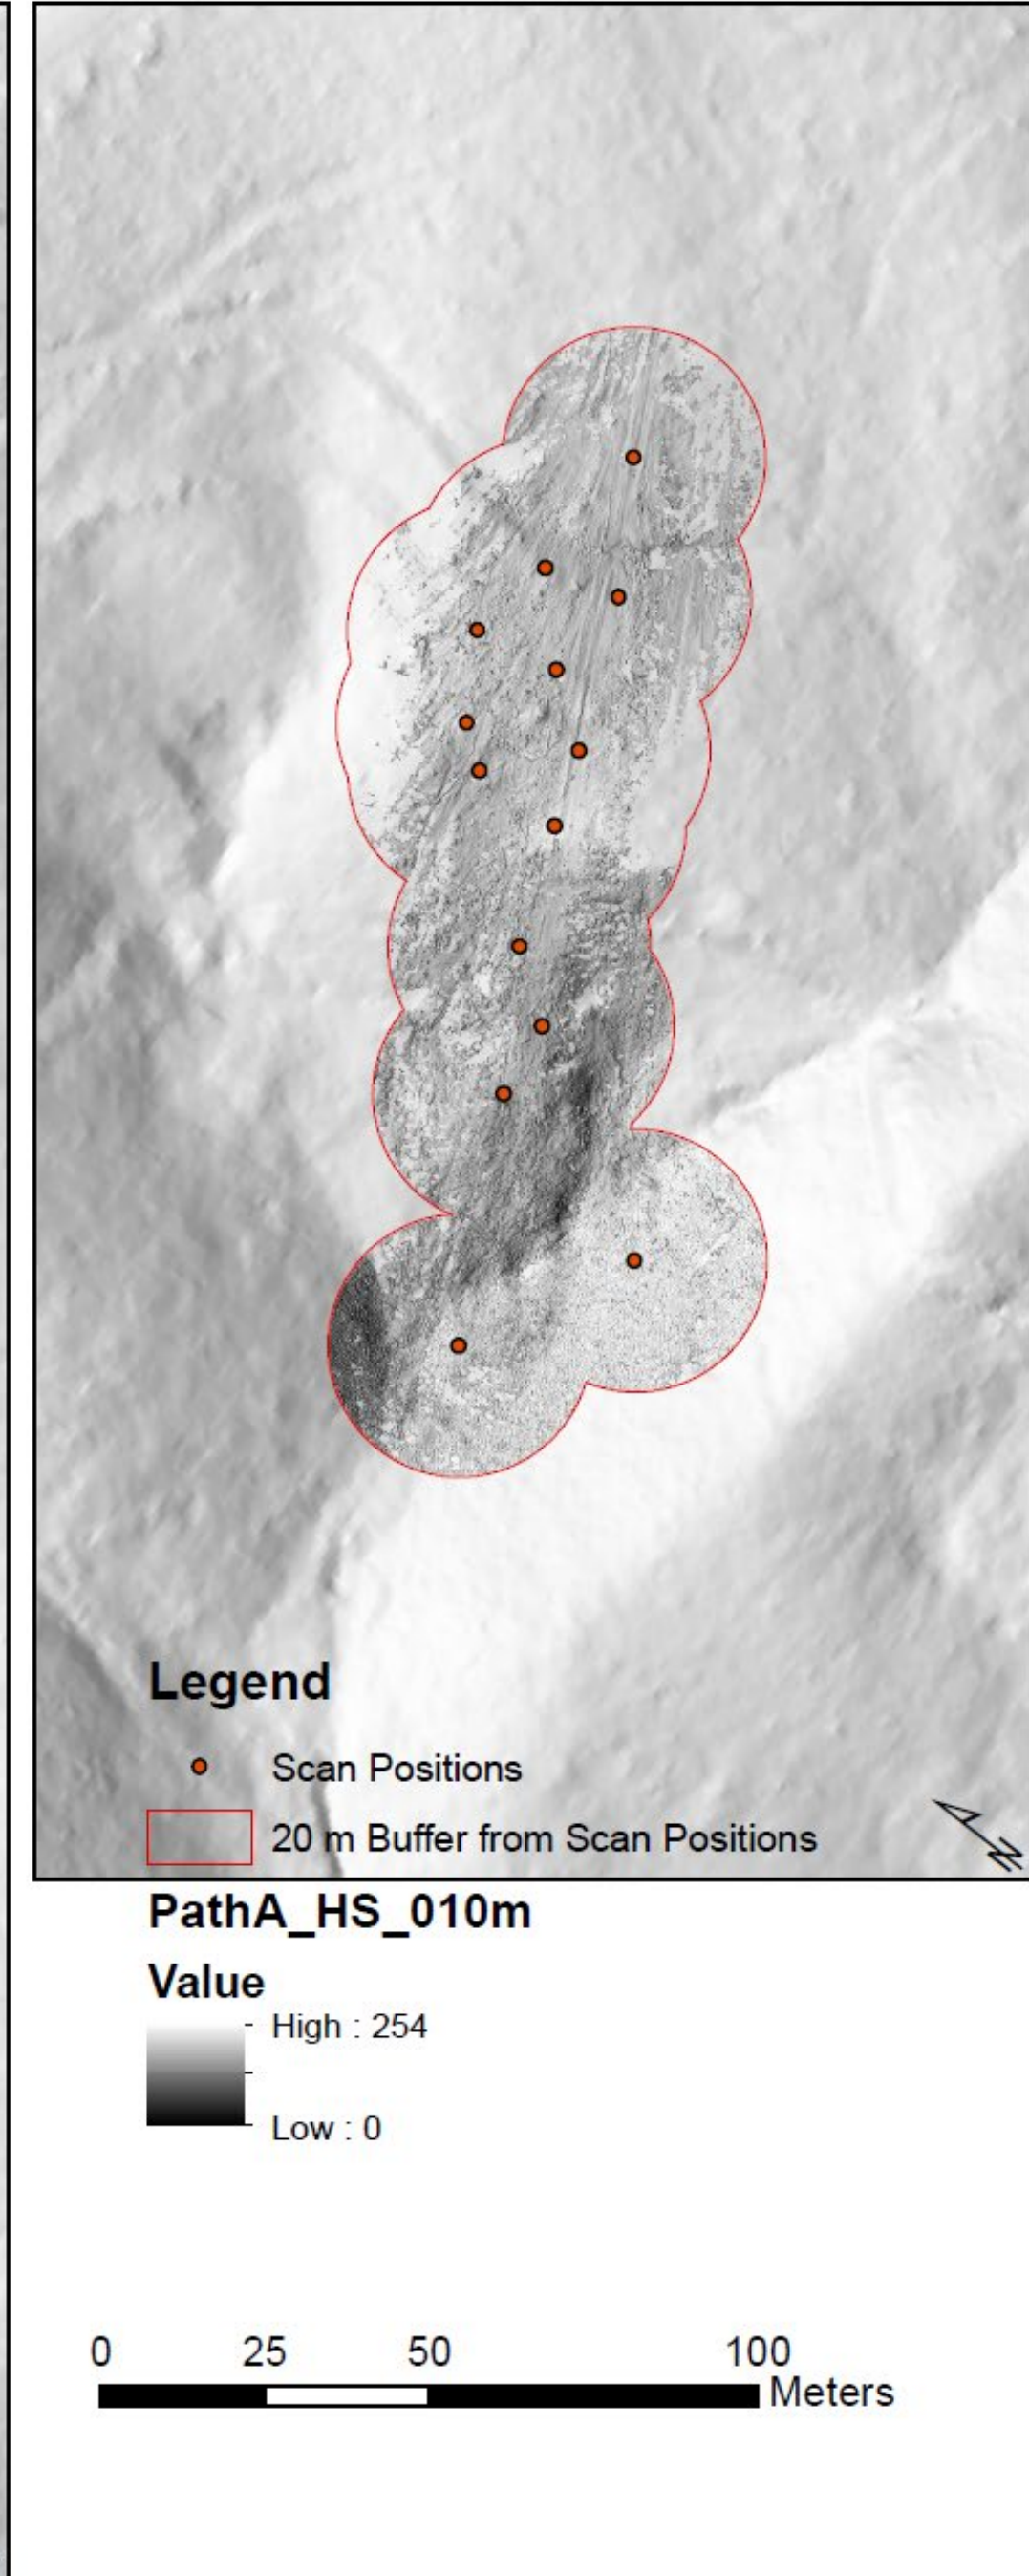 Legend
Scan Positions
20 m Buffer from Scan Positions
N
PathA_HS_010m
Value
High : 254
Low : 0
0 25 50 100
Meters